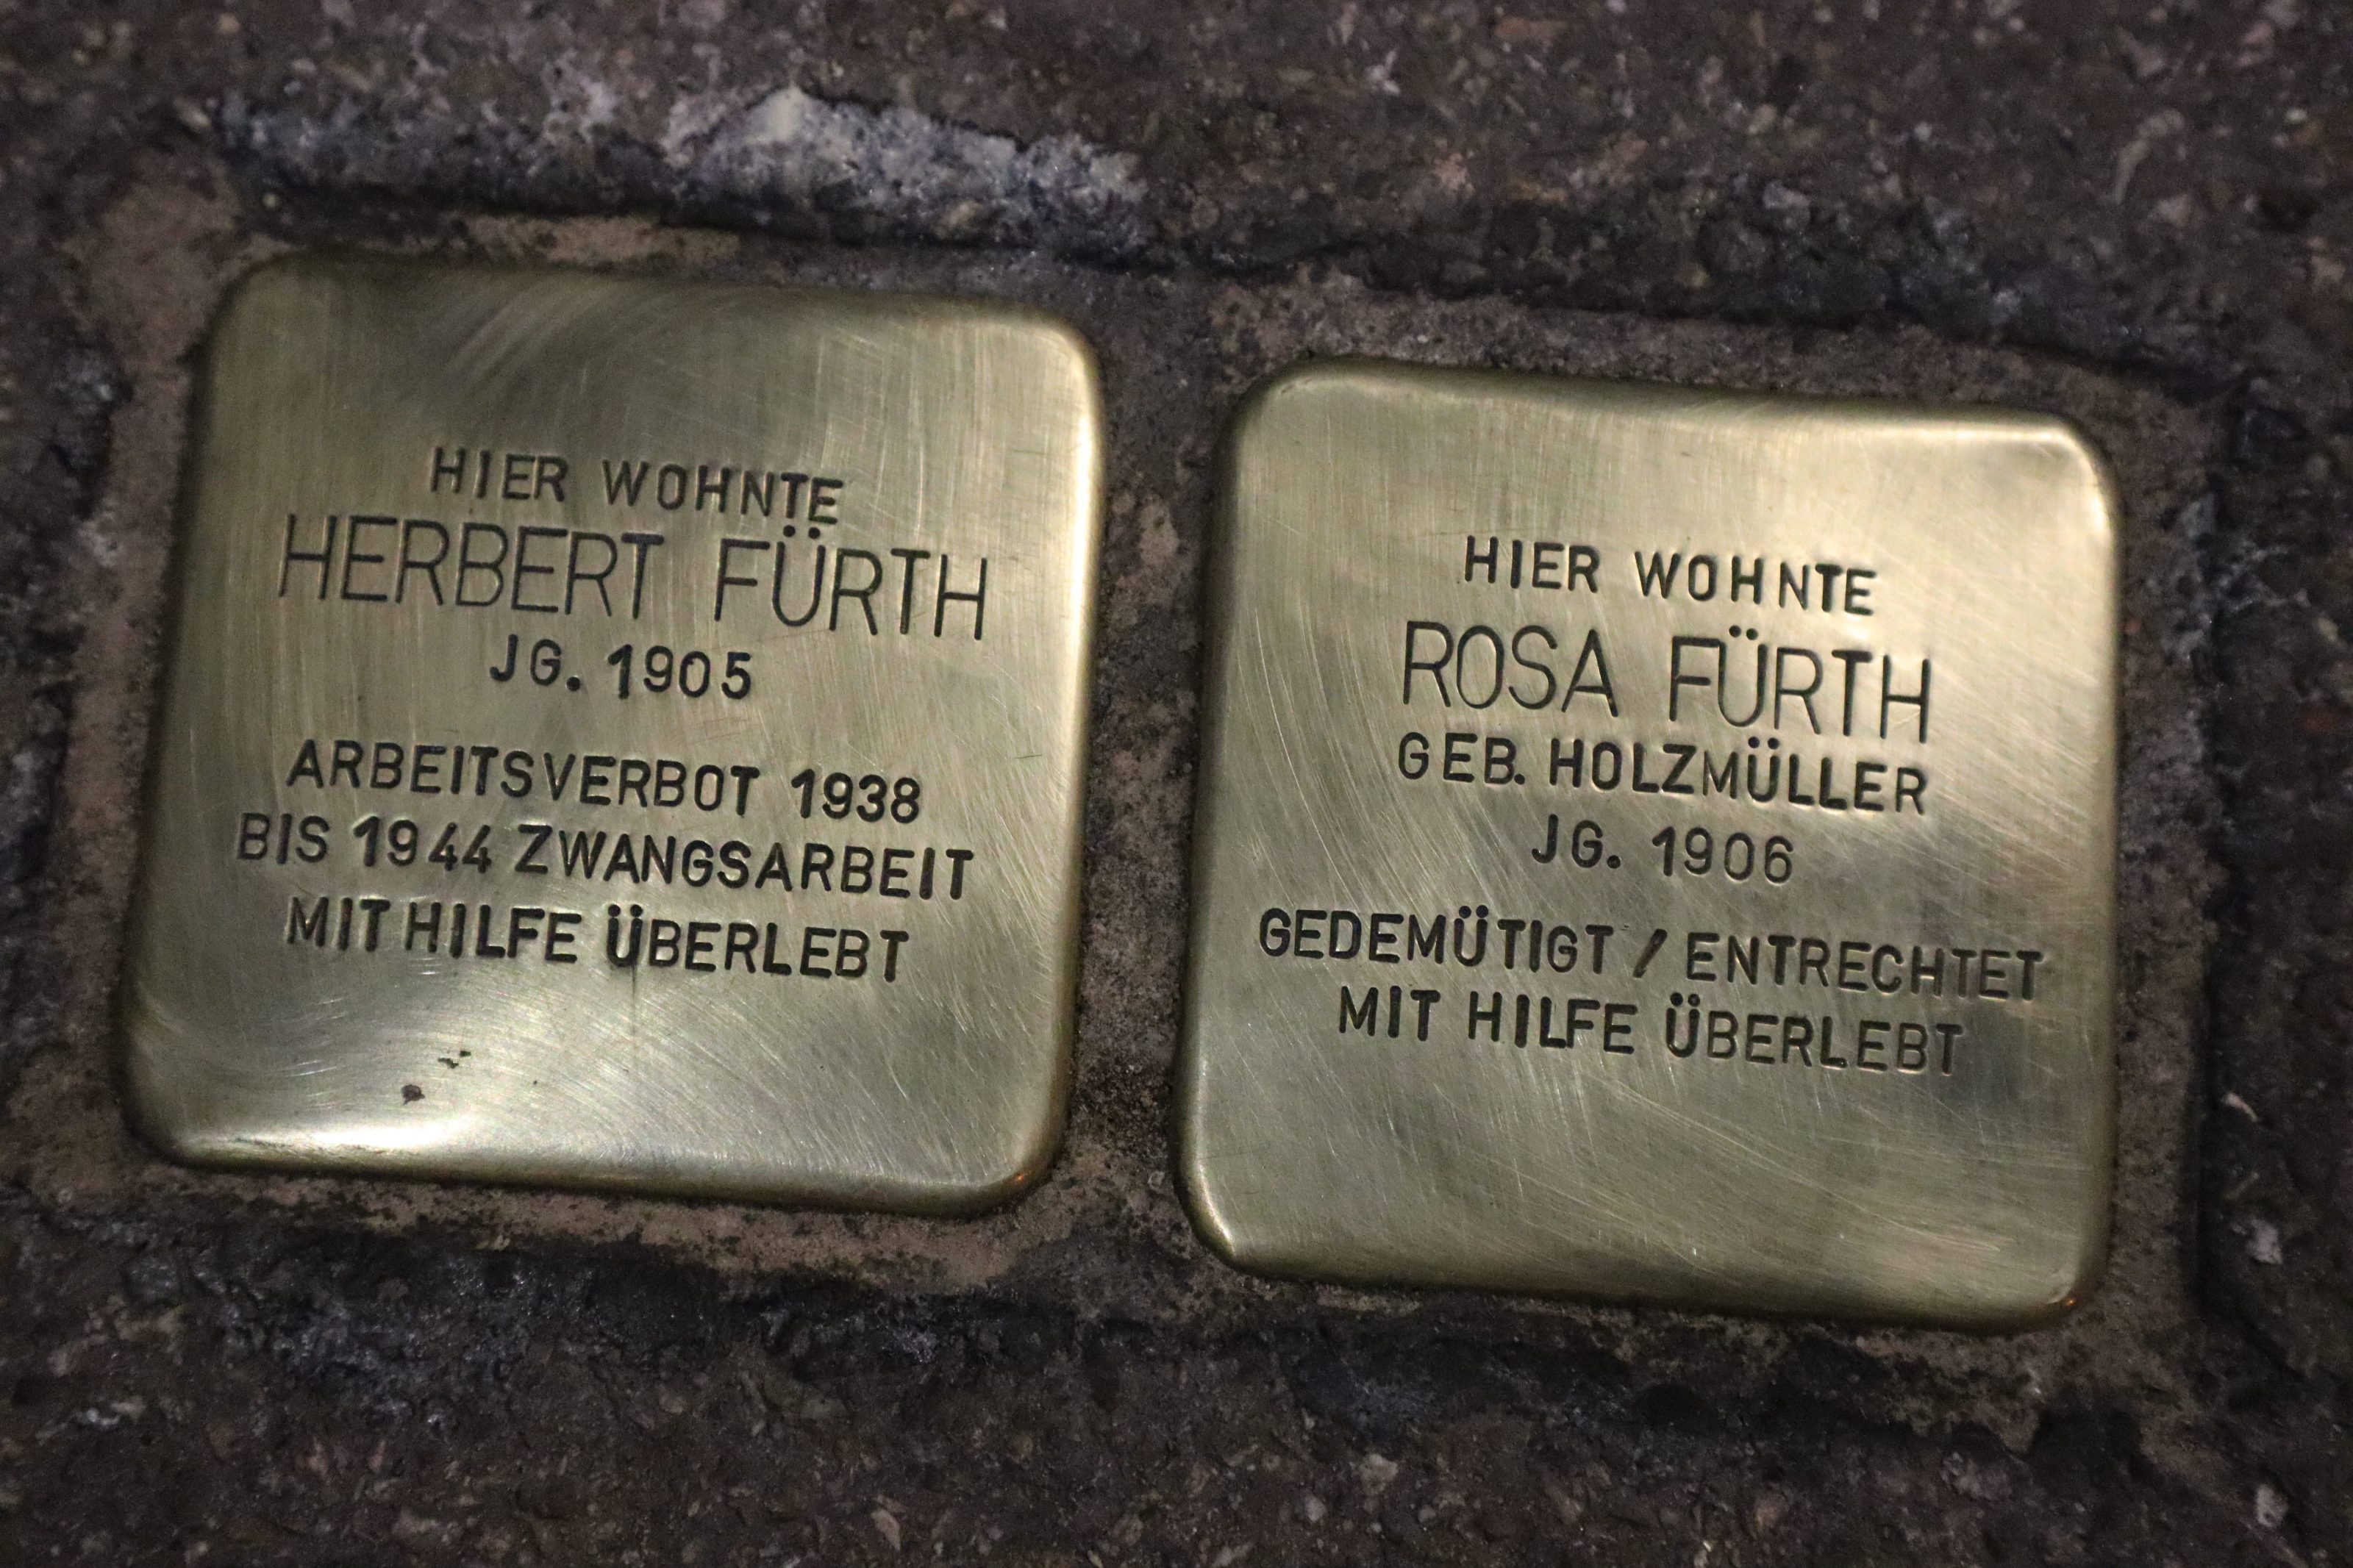 HIER WOHNTE
HERBERT FÜRTH
JG. 1905
ARBEITSVERBOT 1938
BIS 1944 ZWANGSARBEIT
MIT HILFE ÜBERLEBT
HIER WOHNTE
ROSA FÜRTH
GEB. HOLZMÜLLER
JG. 1906
GEDEMÜTIGT / ENTRECHTET
MIT HILFE ÜBERLEBT